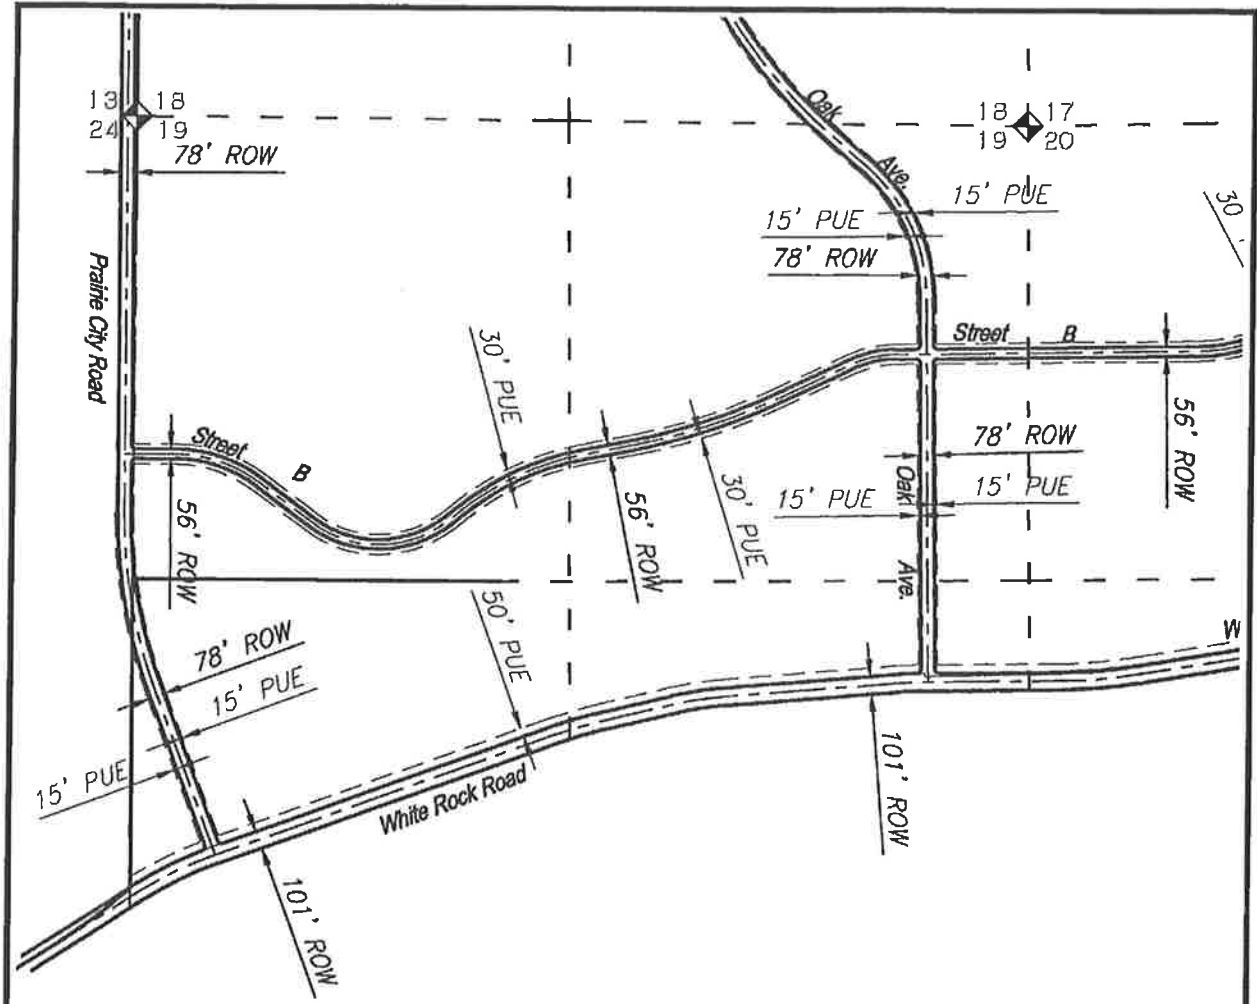 13 18
24 19
78' ROW
Prairie City Road
Oak
Ave.
18 17
19 20
15' PUE
15' PUE
78' ROW
30 '
Street B
56' ROW
30' PUE
Street B
56' ROW
56' ROW
30' PUE
78' ROW
15' PUE
15' PUE
Oak
Ave.
50' PUE
78' ROW
15' PUE
15' PUE
W
White Rock Road
101' ROW
101' ROW